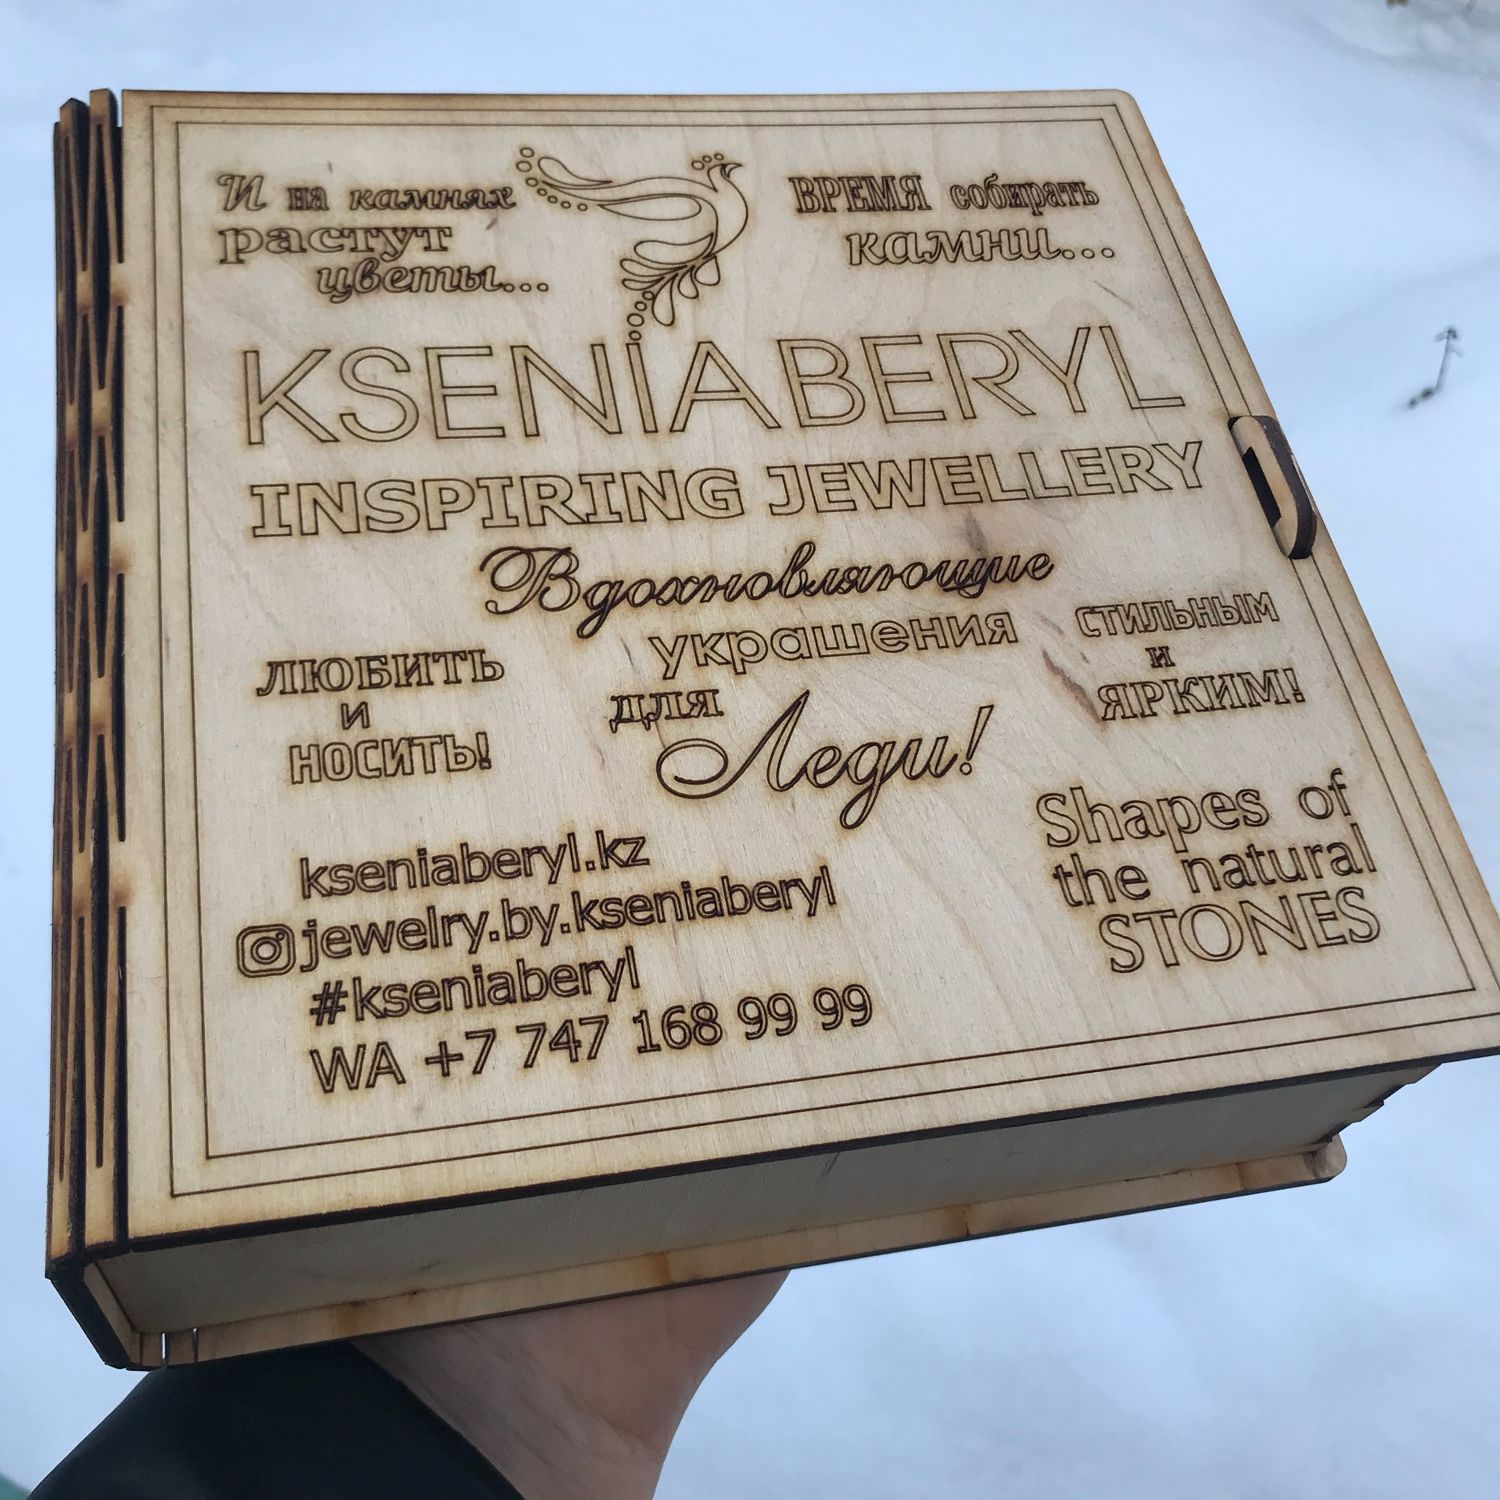 И на камнях
растут
цветы...
ВРЕМЯ собирать
камни...
KSENIABERYL
INSPIRING JEWELLERY
Вдохновляющие
украшения
для
Леди!
ЛЮБИТЬ
и
НОСИТЬ!
СТИЛЬНЫМ
и
ЯРКИМ!
kseniaberyl.kz
jewelry.by.kseniaberyl
#kseniaberyl
WA +7 747 168 99 99
Shapes of
the natural
STONES